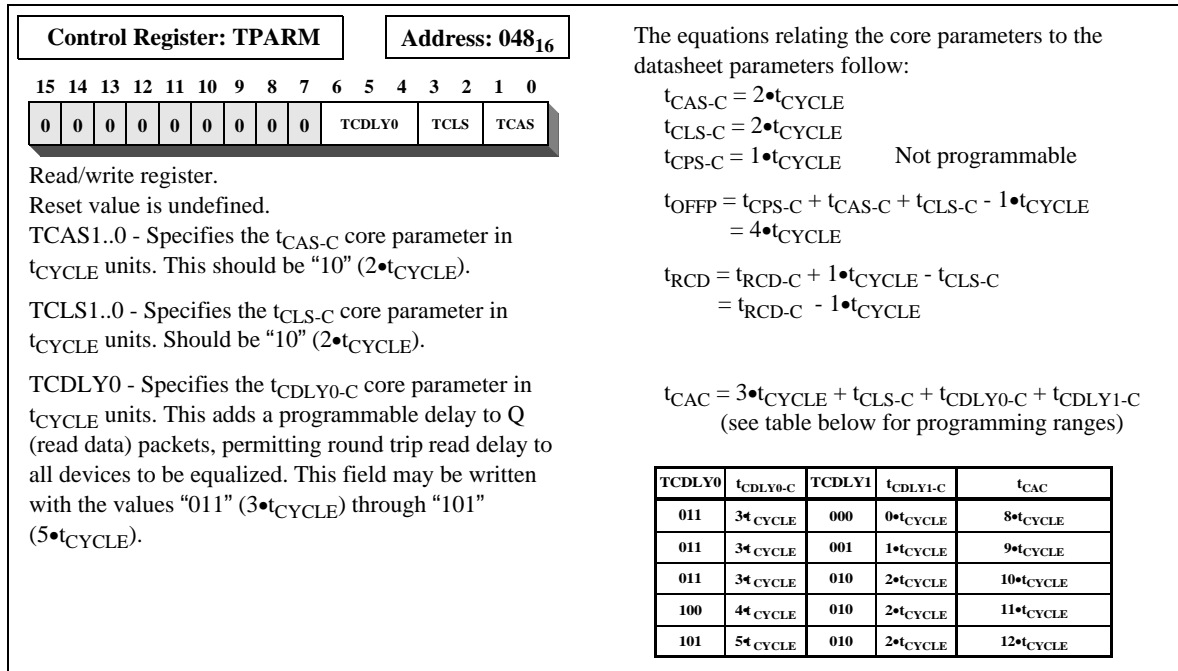 Control Register: TPARM
Address: 048₁₆
15 14 13 12 11 10 9 8 7 6 5 4 3 2 1 0
0 0 0 0 0 0 0 0 0 TCDLY0 TCLS TCAS
Read/write register.
Reset value is undefined.
TCAS1..0 - Specifies the tCAS-C core parameter in
tCYCLE units. This should be “10” (2•tCYCLE).
TCLS1..0 - Specifies the tCLS-C core parameter in
tCYCLE units. Should be “10” (2•tCYCLE).
TCDLY0 - Specifies the tCDLY0-C core parameter in
tCYCLE units. This adds a programmable delay to Q
(read data) packets, permitting round trip read delay to
all devices to be equalized. This field may be written
with the values “011” (3•tCYCLE) through “101”
(5•tCYCLE).
The equations relating the core parameters to the
datasheet parameters follow:
tCAS-C = 2•tCYCLE
tCLS-C = 2•tCYCLE
tCPS-C = 1•tCYCLE Not programmable
tOFFP = tCPS-C + tCAS-C + tCLS-C - 1•tCYCLE
= 4•tCYCLE
tRCD = tRCD-C + 1•tCYCLE - tCLS-C
= tRCD-C - 1•tCYCLE
tCAC = 3•tCYCLE + tCLS-C + tCDLY0-C + tCDLY1-C
(see table below for programming ranges)
TCDLY0 tCDLY0-C TCDLY1 tCDLY1-C tCAC
011 3•tCYCLE 000 0•tCYCLE 8•tCYCLE
011 3•tCYCLE 001 1•tCYCLE 9•tCYCLE
011 3•tCYCLE 010 2•tCYCLE 10•tCYCLE
100 4•tCYCLE 010 2•tCYCLE 11•tCYCLE
101 5•tCYCLE 010 2•tCYCLE 12•tCYCLE